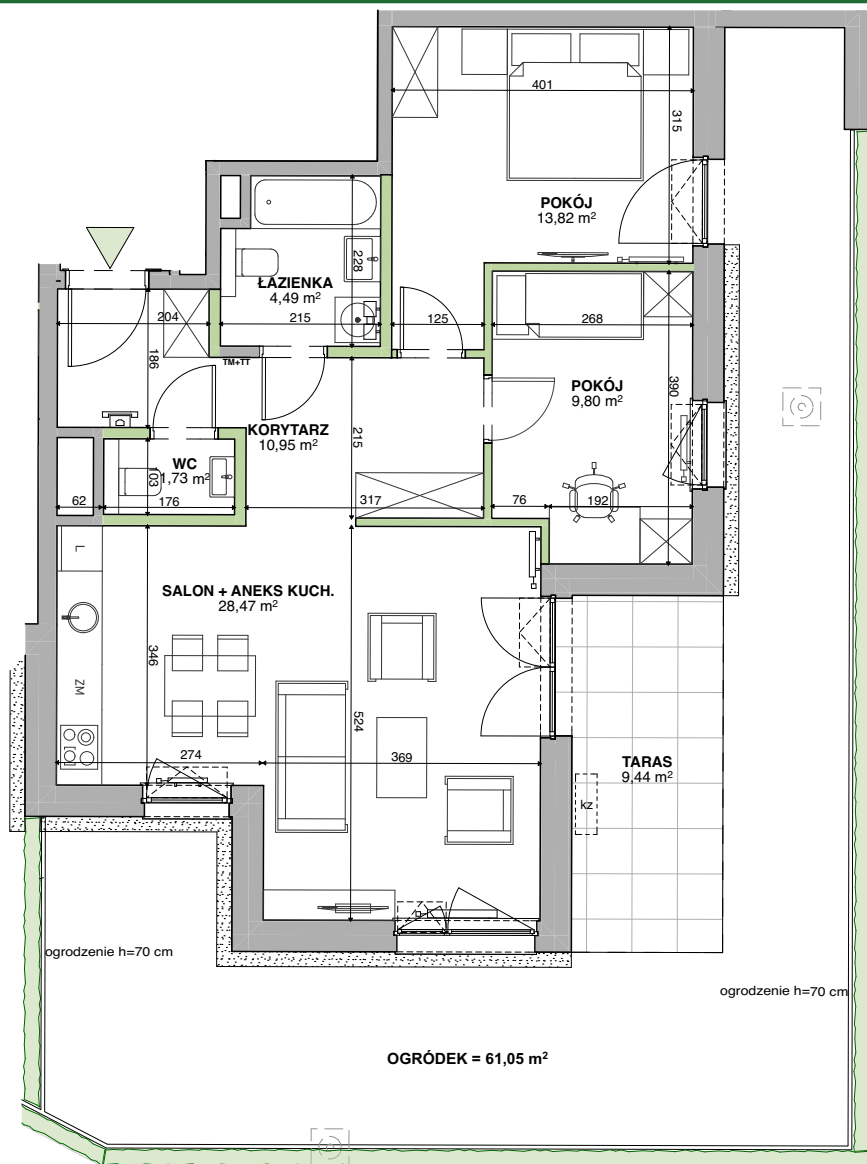 401
315
POKÓJ
13,82 m²
228
ŁAZIENKA
4,49 m²
204
215
125
268
186
TM+TT
POKÓJ
9,80 m²
390
KORYTARZ
10,95 m²
215
D
WC
1,73 m²
103
62
176
317
76
192
L
SALON + ANEKS KUCH.
28,47 m²
346
ZM
524
274
369
TARAS
9,44 m²
kz
ogrodzenie h=70 cm
ogrodzenie h=70 cm
OGRÓDEK = 61,05 m²